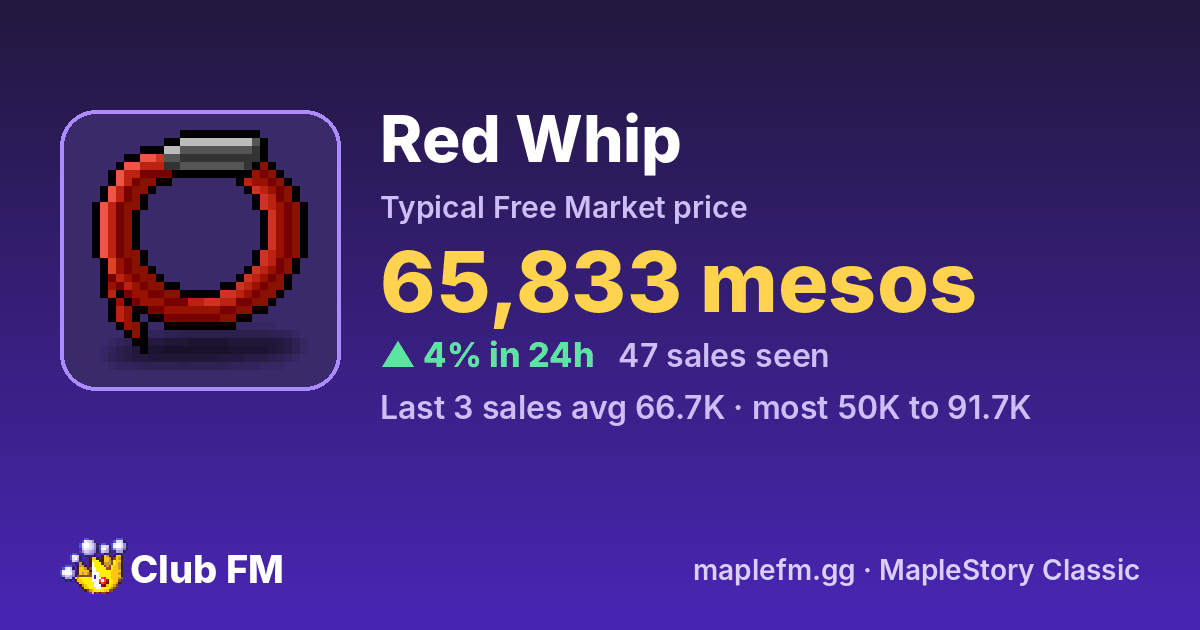 Red Whip
Typical Free Market price
65,833 mesos
▲ 4% in 24h 47 sales seen
Last 3 sales avg 66.7K · most 50K to 91.7K
Club FM
maplefm.gg · MapleStory Classic